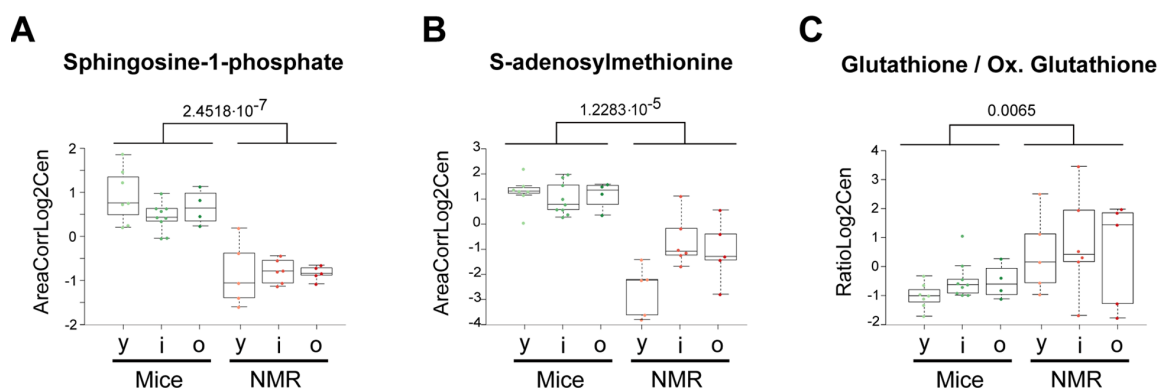 A
Sphingosine-1-phosphate
2.4518·10-7
AreaCorrLog2Cen
2
1
0
-1
-2
y i o y i o
Mice NMR
B
S-adenosylmethionine
1.2283·10-5
AreaCorrLog2Cen
3
2
1
0
-1
-2
-3
-4
y i o y i o
Mice NMR
C
Glutathione / Ox. Glutathione
0.0065
RatioLog2Cen
4
3
2
1
0
-1
-2
y i o y i o
Mice NMR